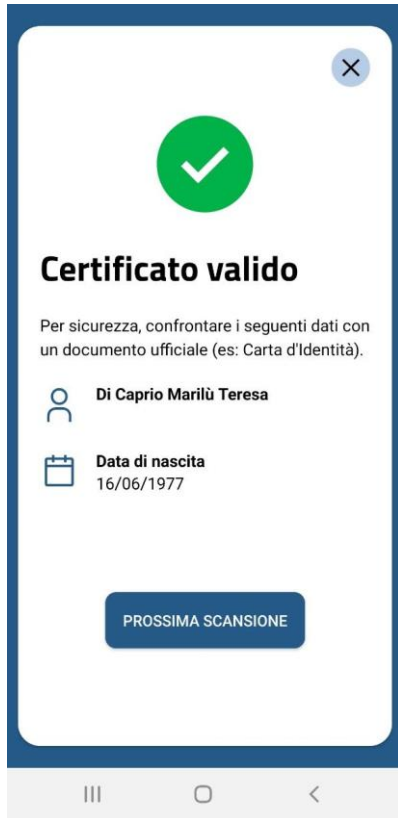 Certificato valido
Per sicurezza, confrontare i seguenti dati con
un documento ufficiale (es: Carta d'Identità).
Di Caprio Marilù Teresa
Data di nascita
16/06/1977
PROSSIMA SCANSIONE